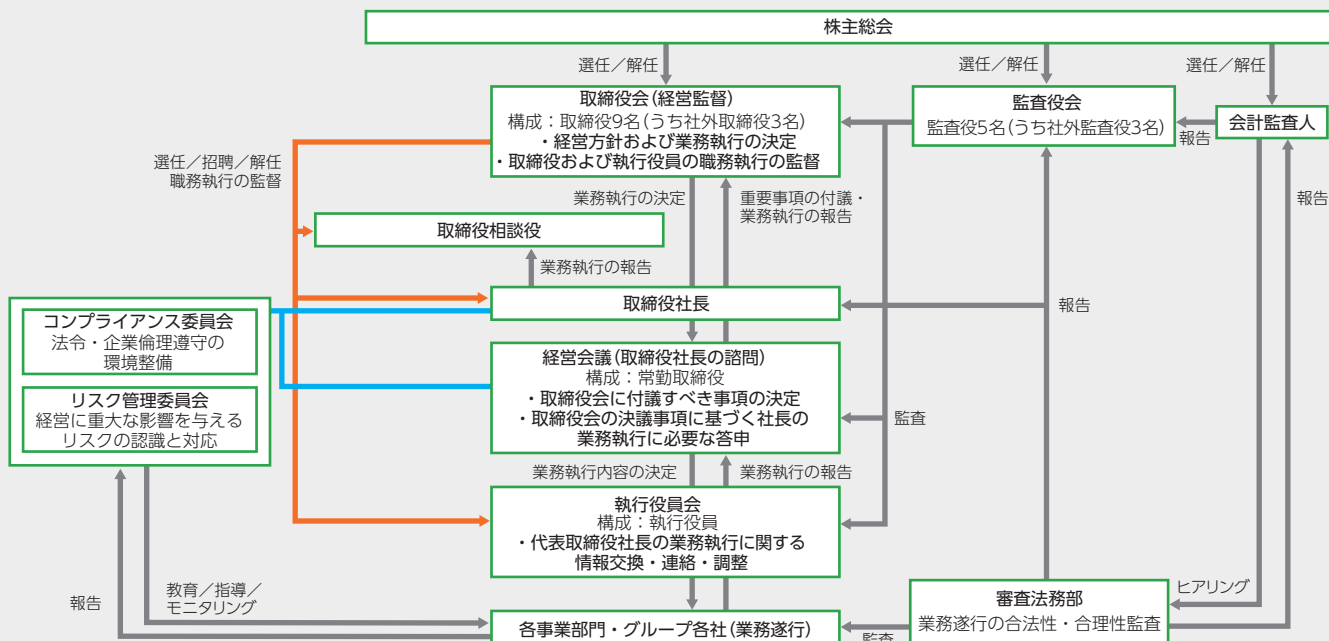 株主総会
選任／解任
選任／解任
選任／解任
取締役会(経営監督)
構成：取締役9名(うち社外取締役3名)
・経営方針および業務執行の決定
・取締役および執行役員の職務執行の監督
監査役会
監査役5名(うち社外監査役3名)
報告
会計監査人
選任／招聘／解任
職務執行の監督
業務執行の決定
重要事項の付議・
業務執行の報告
報告
取締役相談役
業務執行の報告
取締役社長
報告
コンプライアンス委員会
法令・企業倫理遵守の
環境整備
リスク管理委員会
経営に重大な影響を与える
リスクの認識と対応
経営会議(取締役社長の諮問)
構成：常勤取締役
・取締役会に付議すべき事項の決定
・取締役会の決議事項に基づく社長の
業務執行に必要な答申
監査
業務執行内容の決定
業務執行の報告
執行役員会
構成：執行役員
・代表取締役社長の業務執行に関する
情報交換・連絡・調整
報告
教育／指導／
モニタリング
各事業部門・グループ各社(業務遂行)
監査
審査法務部
業務遂行の合法性・合理性監査
ヒアリング